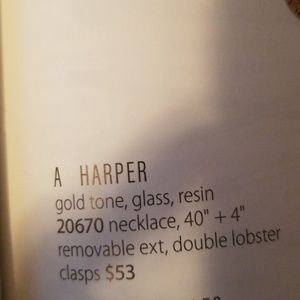 A HARPER
gold tone, glass, resin
20670 necklace, 40" + 4"
removable ext, double lobster
clasps $53